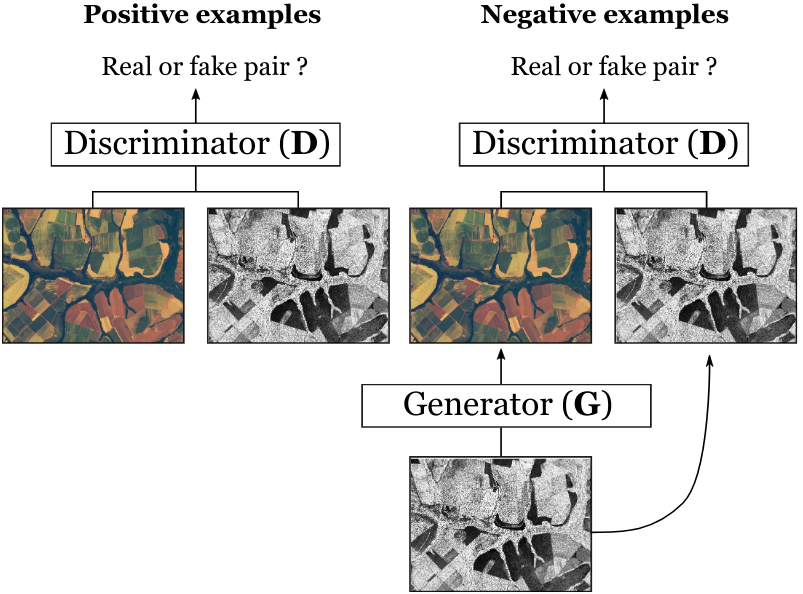 Positive examples
Negative examples
Real or fake pair ?
Real or fake pair ?
Discriminator (D)
Discriminator (D)
Generator (G)